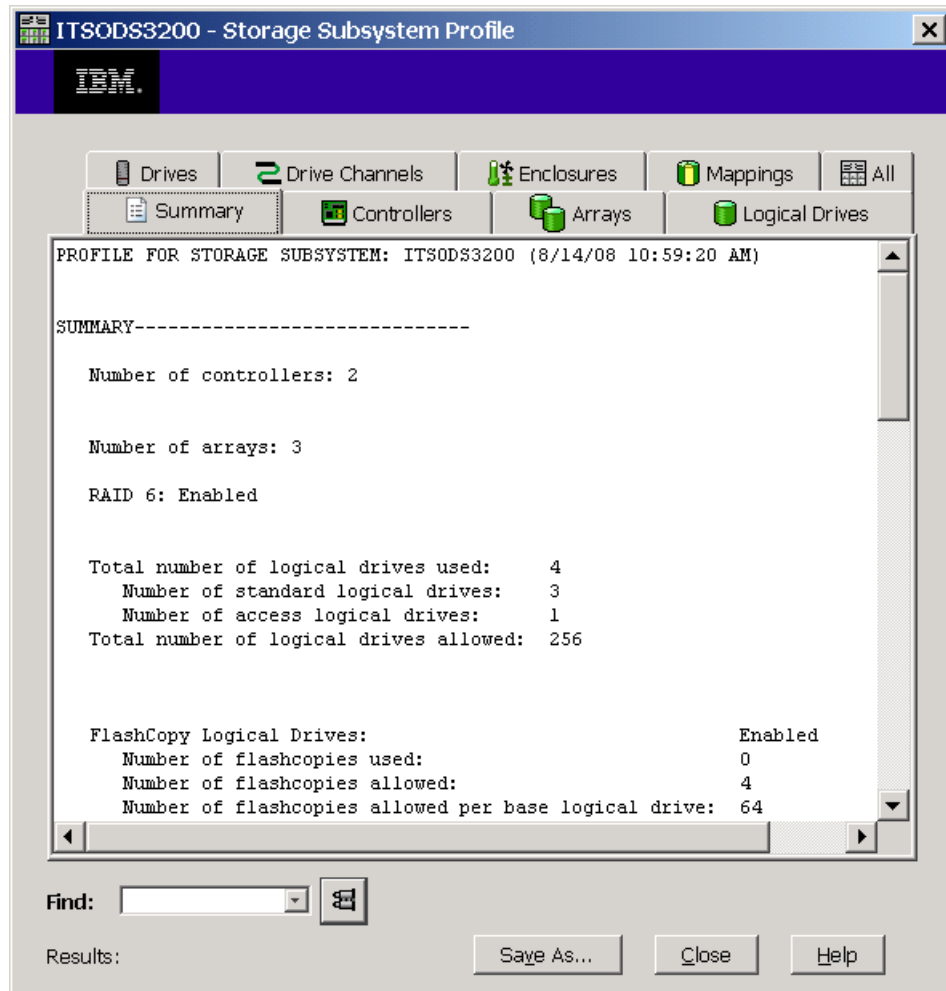 ITSODS3200 - Storage Subsystem Profile
IBM.
Drives
Drive Channels
Enclosures
Mappings
All
Summary
Controllers
Arrays
Logical Drives
PROFILE FOR STORAGE SUBSYSTEM: ITSODS3200 (8/14/08 10:59:20 AM)
SUMMARY------------------------------
Number of controllers: 2
Number of arrays: 3
RAID 6: Enabled
Total number of logical drives used: 4
Number of standard logical drives: 3
Number of access logical drives: 1
Total number of logical drives allowed: 256
FlashCopy Logical Drives: Enabled
Number of flashcopies used: 0
Number of flashcopies allowed: 4
Number of flashcopies allowed per base logical drive: 64
Find:
Results:
Save As...
Close
Help